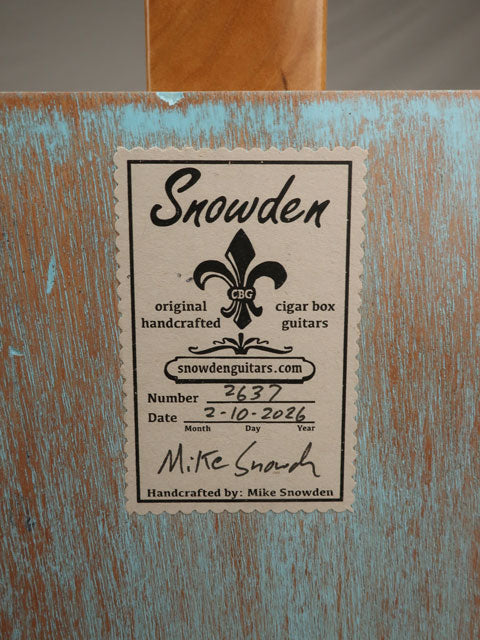 Snowden
CBG
original cigar box
handcrafted guitars
snowdenguitars.com
Number 2637
Date 2-10-2026
Month Day Year
Mike Snowden
Handcrafted by: Mike Snowden